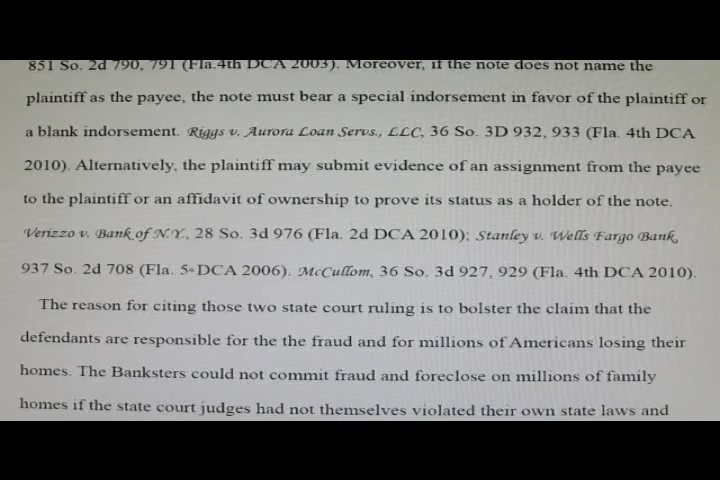 851 So. 2d 790, 791 (Fla.4th DCA 2003). Moreover, if the note does not name the
plaintiff as the payee, the note must bear a special indorsement in favor of the plaintiff or
a blank indorsement. Riggs v. Aurora Loan Servs., LLC, 36 So. 3D 932, 933 (Fla. 4th DCA
2010). Alternatively, the plaintiff may submit evidence of an assignment from the payee
to the plaintiff or an affidavit of ownership to prove its status as a holder of the note.
Verizzo v. Bank of N.Y., 28 So. 3d 976 (Fla. 2d DCA 2010); Stanley v. Wells Fargo Bank,
937 So. 2d 708 (Fla. 5th DCA 2006). McCullom, 36 So. 3d 927, 929 (Fla. 4th DCA 2010).
The reason for citing those two state court ruling is to bolster the claim that the
defendants are responsible for the the fraud and for millions of Americans losing their
homes. The Banksters could not commit fraud and foreclose on millions of family
homes if the state court judges had not themselves violated their own state laws and